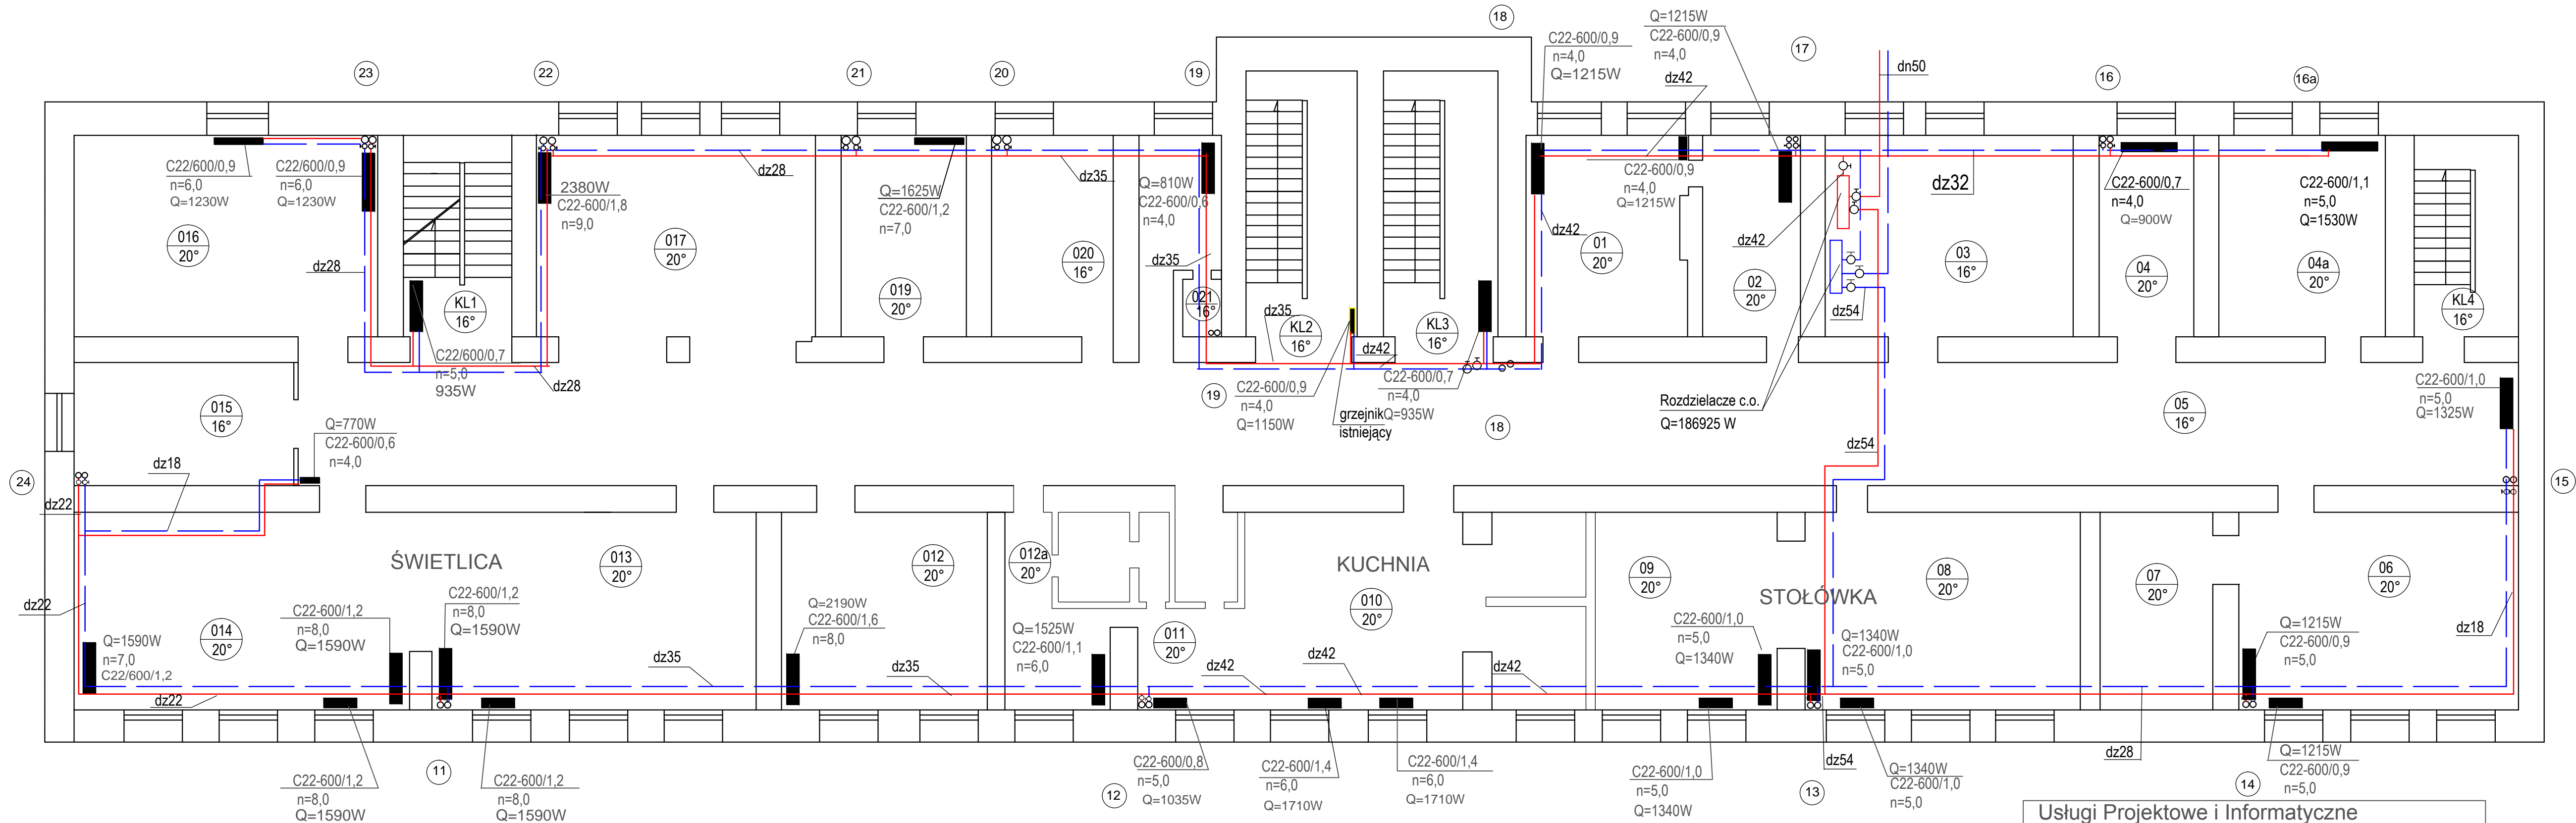 18
Q=1215W
C22-600/0,9
n=4,0
C22-600/0,9
n=4,0
Q=1215W
17
dn50
23
22
21
20
19
dz42
16
16a
C22/600/0,9
n=6,0
Q=1230W
C22/600/0,9
n=6,0
Q=1230W
2380W
C22-600/1,8
n=9,0
dz28
Q=1625W
C22-600/1,2
n=7,0
dz35
Q=810W
C22-600/0,6
n=4,0
C22-600/0,9
n=4,0
Q=1215W
dz32
C22-600/0,7
n=4,0
Q=900W
C22-600/1,1
n=5,0
Q=1530W
016
20°
dz28
KL1
16°
017
20°
019
20°
020
16°
dz35
021
16°
dz42
01
20°
dz42
02
20°
03
16°
04
20°
04a
20°
KL4
16°
dz54
dz35
KL2
16°
KL3
16°
dz42
C22/600/0,7
n=5,0
935W
dz28
19
C22-600/0,9
n=4,0
Q=1150W
grzejnik
istniejący
C22-600/0,7
n=4,0
Q=935W
18
Rozdzielacze c.o.
Q=186925 W
dz54
05
16°
C22-600/1,0
n=5,0
Q=1325W
015
16°
Q=770W
C22-600/0,6
n=4,0
dz18
24
dz22
15
ŚWIETLICA
013
20°
012
20°
012a
20°
KUCHNIA
010
20°
09
20°
STOŁÓWKA
08
20°
07
20°
06
20°
dz22
014
20°
Q=1590W
n=7,0
C22/600/1,2
C22-600/1,2
n=8,0
Q=1590W
C22-600/1,2
n=8,0
Q=1590W
Q=2190W
C22-600/1,6
n=8,0
Q=1525W
C22-600/1,1
n=6,0
011
20°
C22-600/1,0
n=5,0
Q=1340W
Q=1340W
C22-600/1,0
n=5,0
Q=1215W
C22-600/0,9
n=5,0
dz18
dz22
dz35
dz35
dz42
dz42
dz42
dz54
dz28
C22-600/1,2
n=8,0
Q=1590W
11
C22-600/1,2
n=8,0
Q=1590W
12
C22-600/0,8
n=5,0
Q=1035W
C22-600/1,4
n=6,0
Q=1710W
C22-600/1,4
n=6,0
Q=1710W
C22-600/1,0
n=5,0
Q=1340W
13
Q=1340W
C22-600/1,0
n=5,0
14
Q=1215W
C22-600/0,9
n=5,0
Usługi Projektowe i Informatyczne